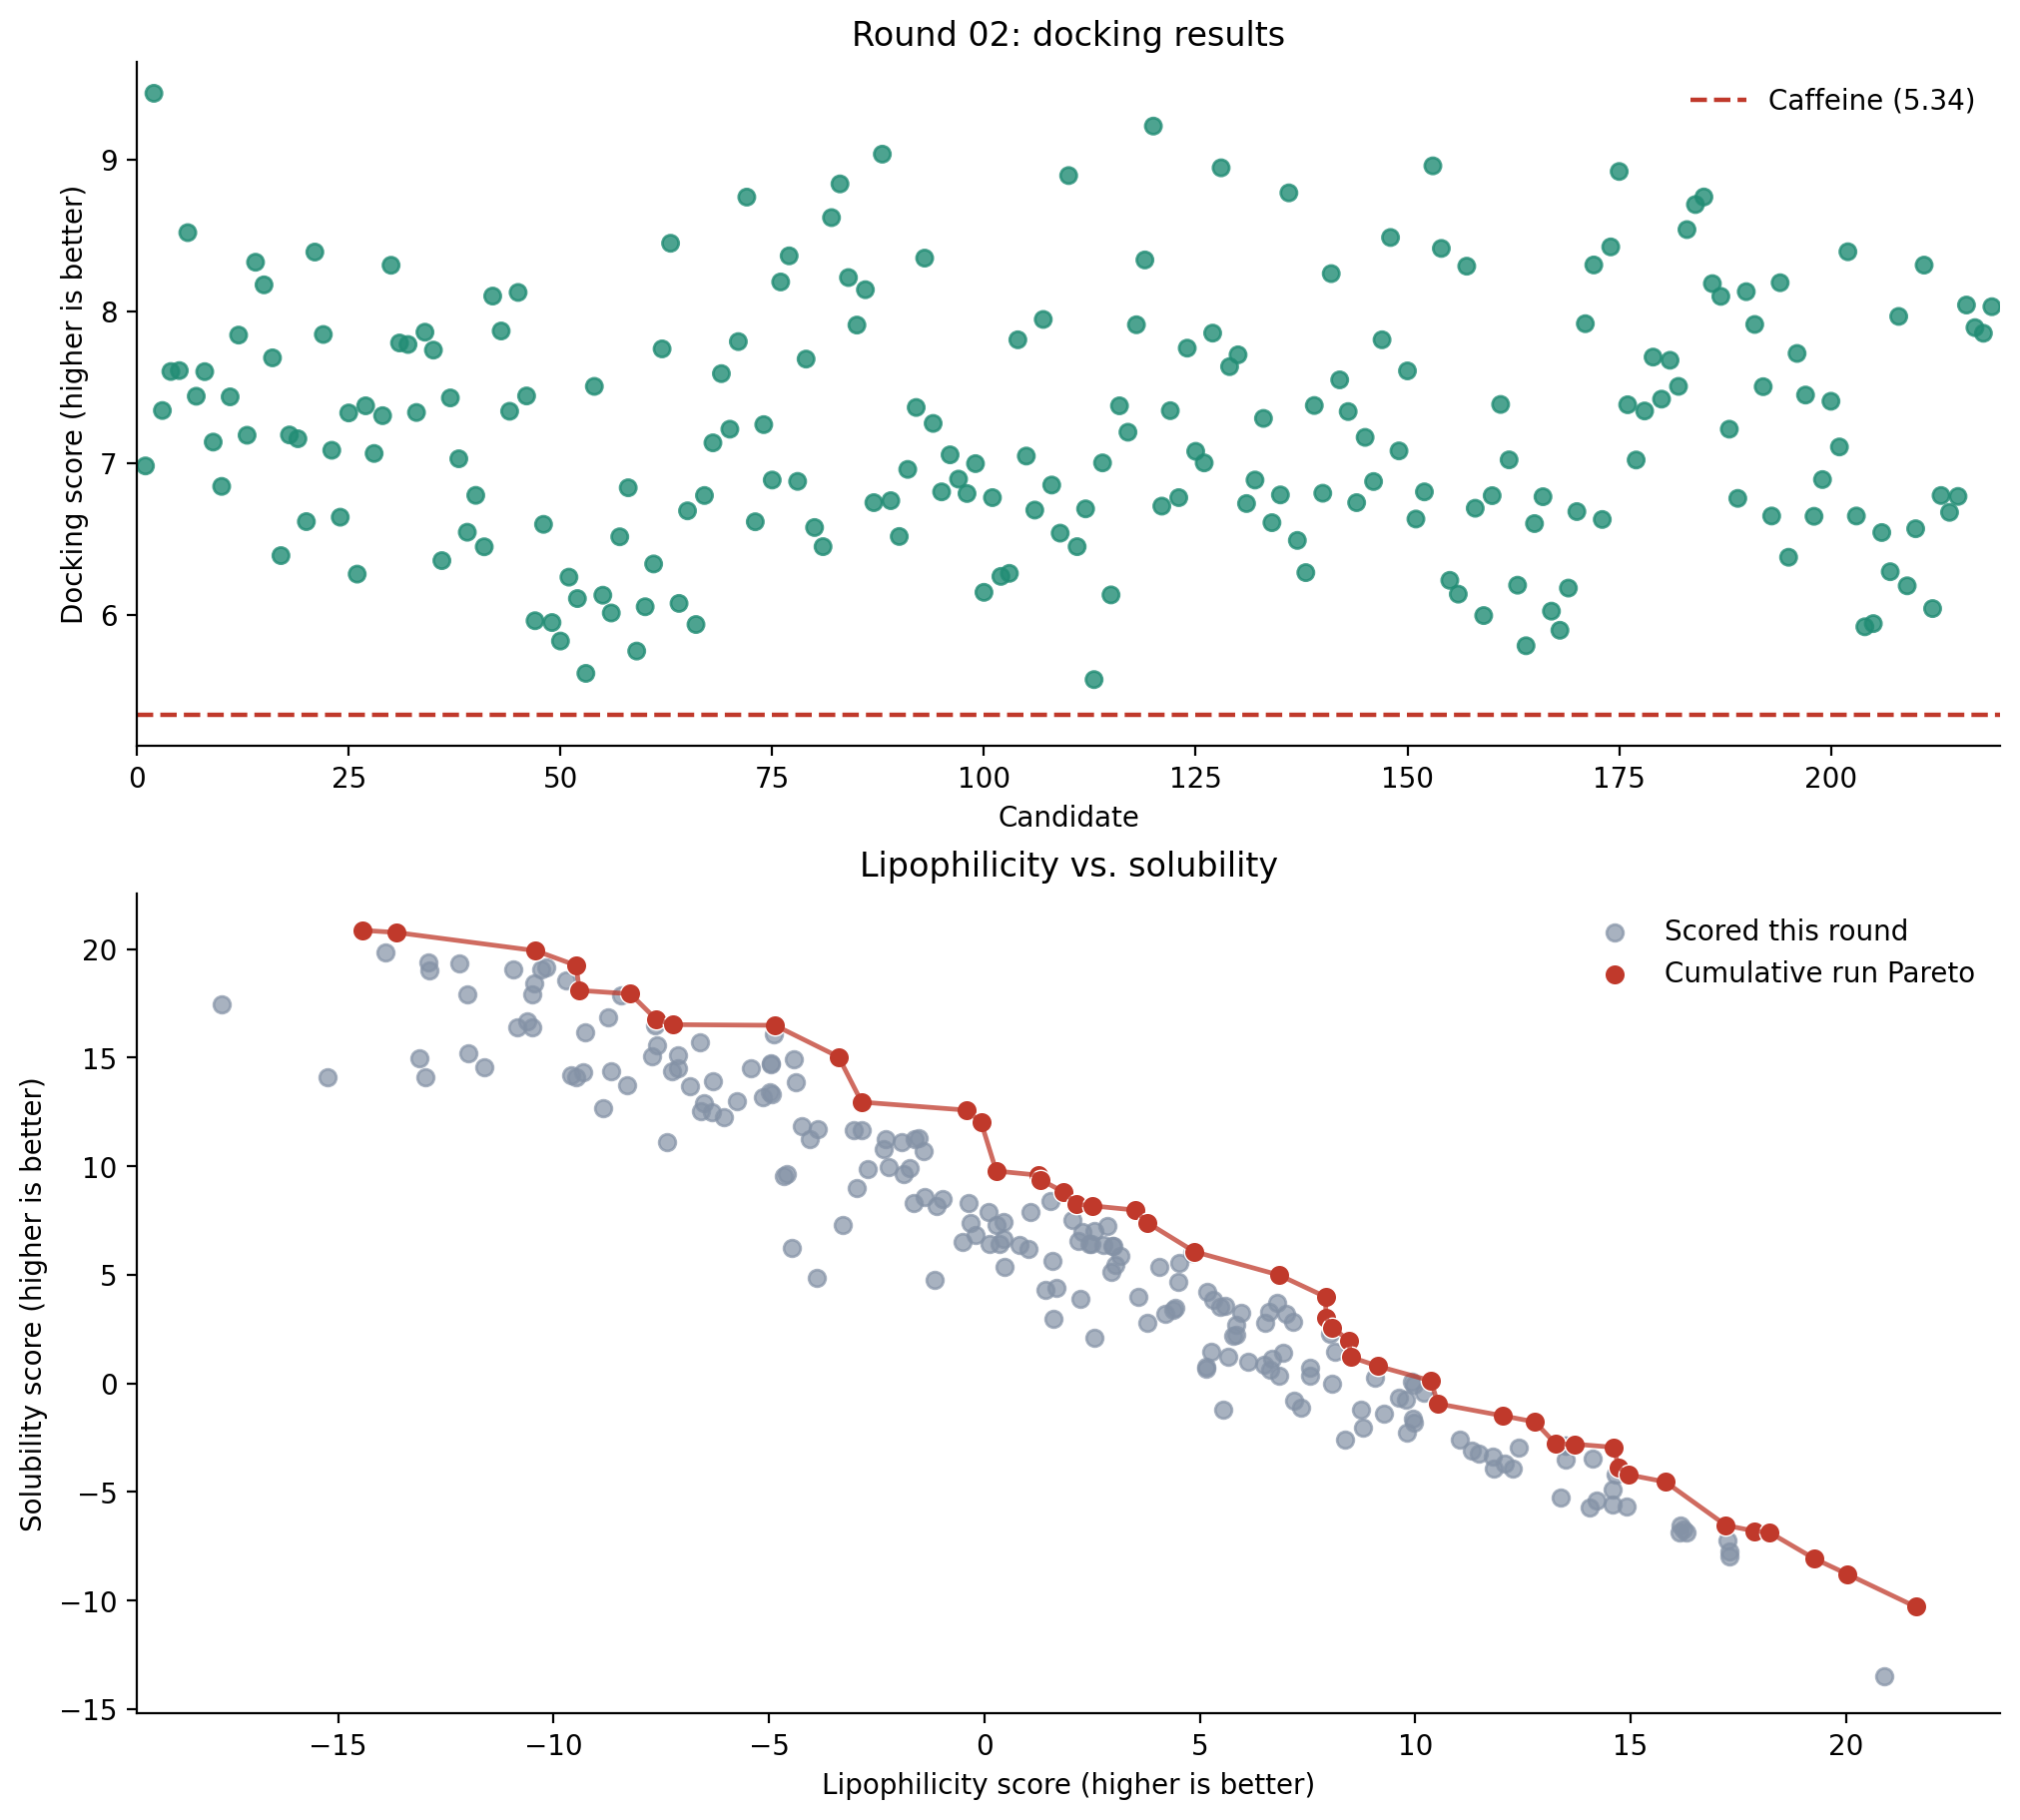 Round 02: docking results
Caffeine (5.34)
Docking score (higher is better)
9
8
7
6
0 25 50 75 100 125 150 175 200
Candidate
Lipophilicity vs. solubility
Scored this round
Cumulative run Pareto
Solubility score (higher is better)
20
15
10
5
0
−5
−10
−15
−15 −10 −5 0 5 10 15 20
Lipophilicity score (higher is better)